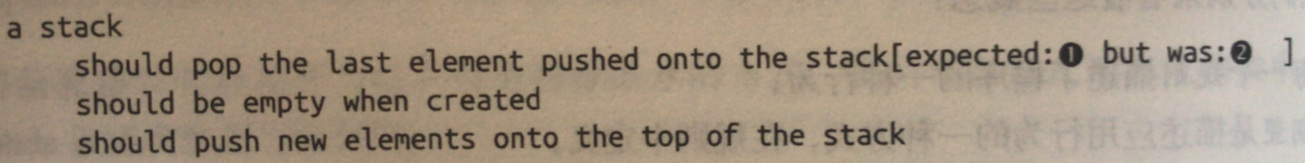 a stack
    should pop the last element pushed onto the stack[expected:❶ but was:❷ ]
    should be empty when created
    should push new elements onto the top of the stack